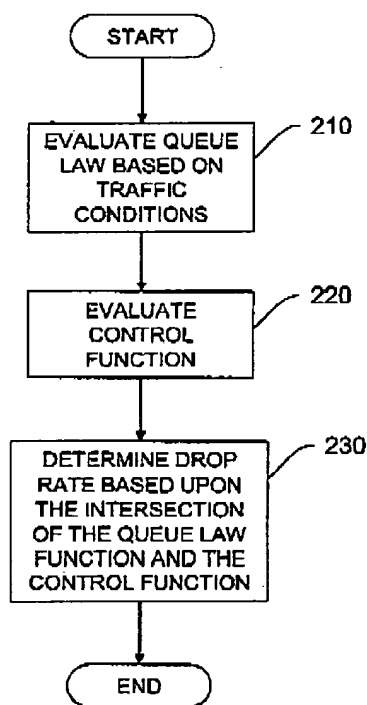 START
210
EVALUATE QUEUE
LAW BASED ON
TRAFFIC
CONDITIONS
220
EVALUATE
CONTROL
FUNCTION
230
DETERMINE DROP
RATE BASED UPON
THE INTERSECTION
OF THE QUEUE LAW
FUNCTION AND THE
CONTROL FUNCTION
END